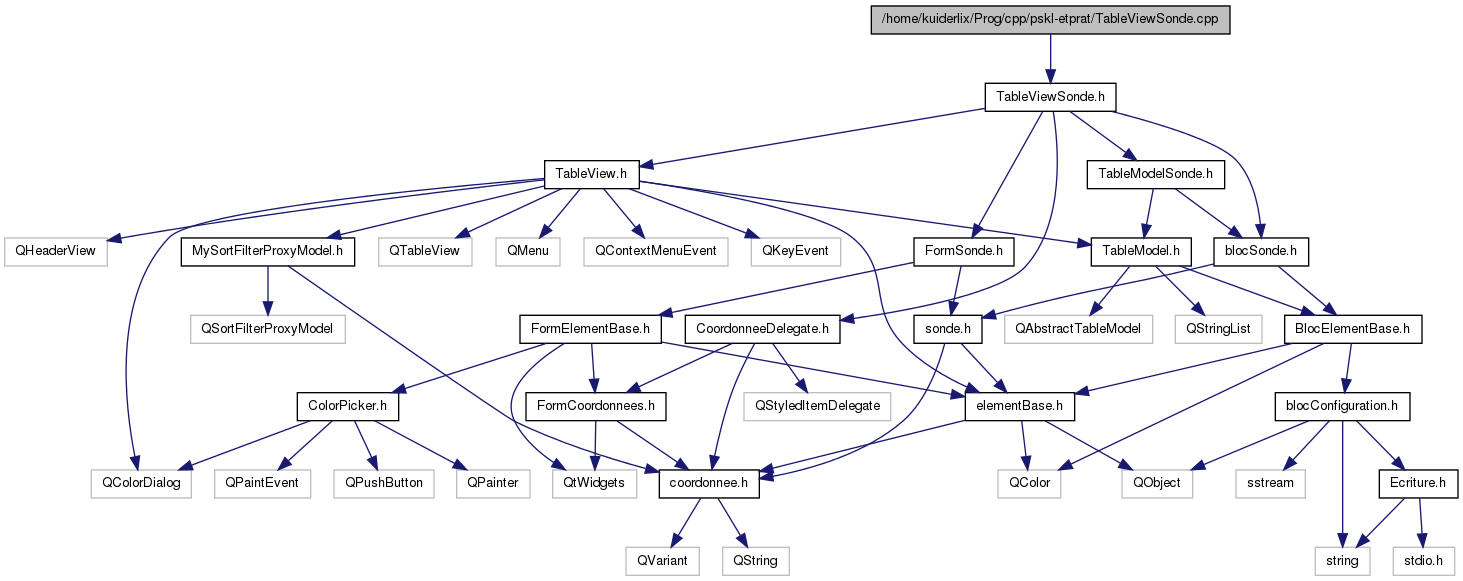 /home/kuiderlix/Prog/cpp/pskl-etprat/TableViewSonde.cpp
TableViewSonde.h
TableView.h
TableModelSonde.h
QHeaderView
MySortFilterProxyModel.h
QTableView
QMenu
QContextMenuEvent
QKeyEvent
FormSonde.h
TableModel.h
blocSonde.h
QSortFilterProxyModel
FormElementBase.h
CoordonneeDelegate.h
sonde.h
QAbstractTableModel
QStringList
BlocElementBase.h
ColorPicker.h
FormCoordonnees.h
QStyledItemDelegate
elementBase.h
blocConfiguration.h
QColorDialog
QPaintEvent
QPushButton
QPainter
QtWidgets
coordonnee.h
QColor
QObject
sstream
Ecriture.h
QVariant
QString
string
stdio.h